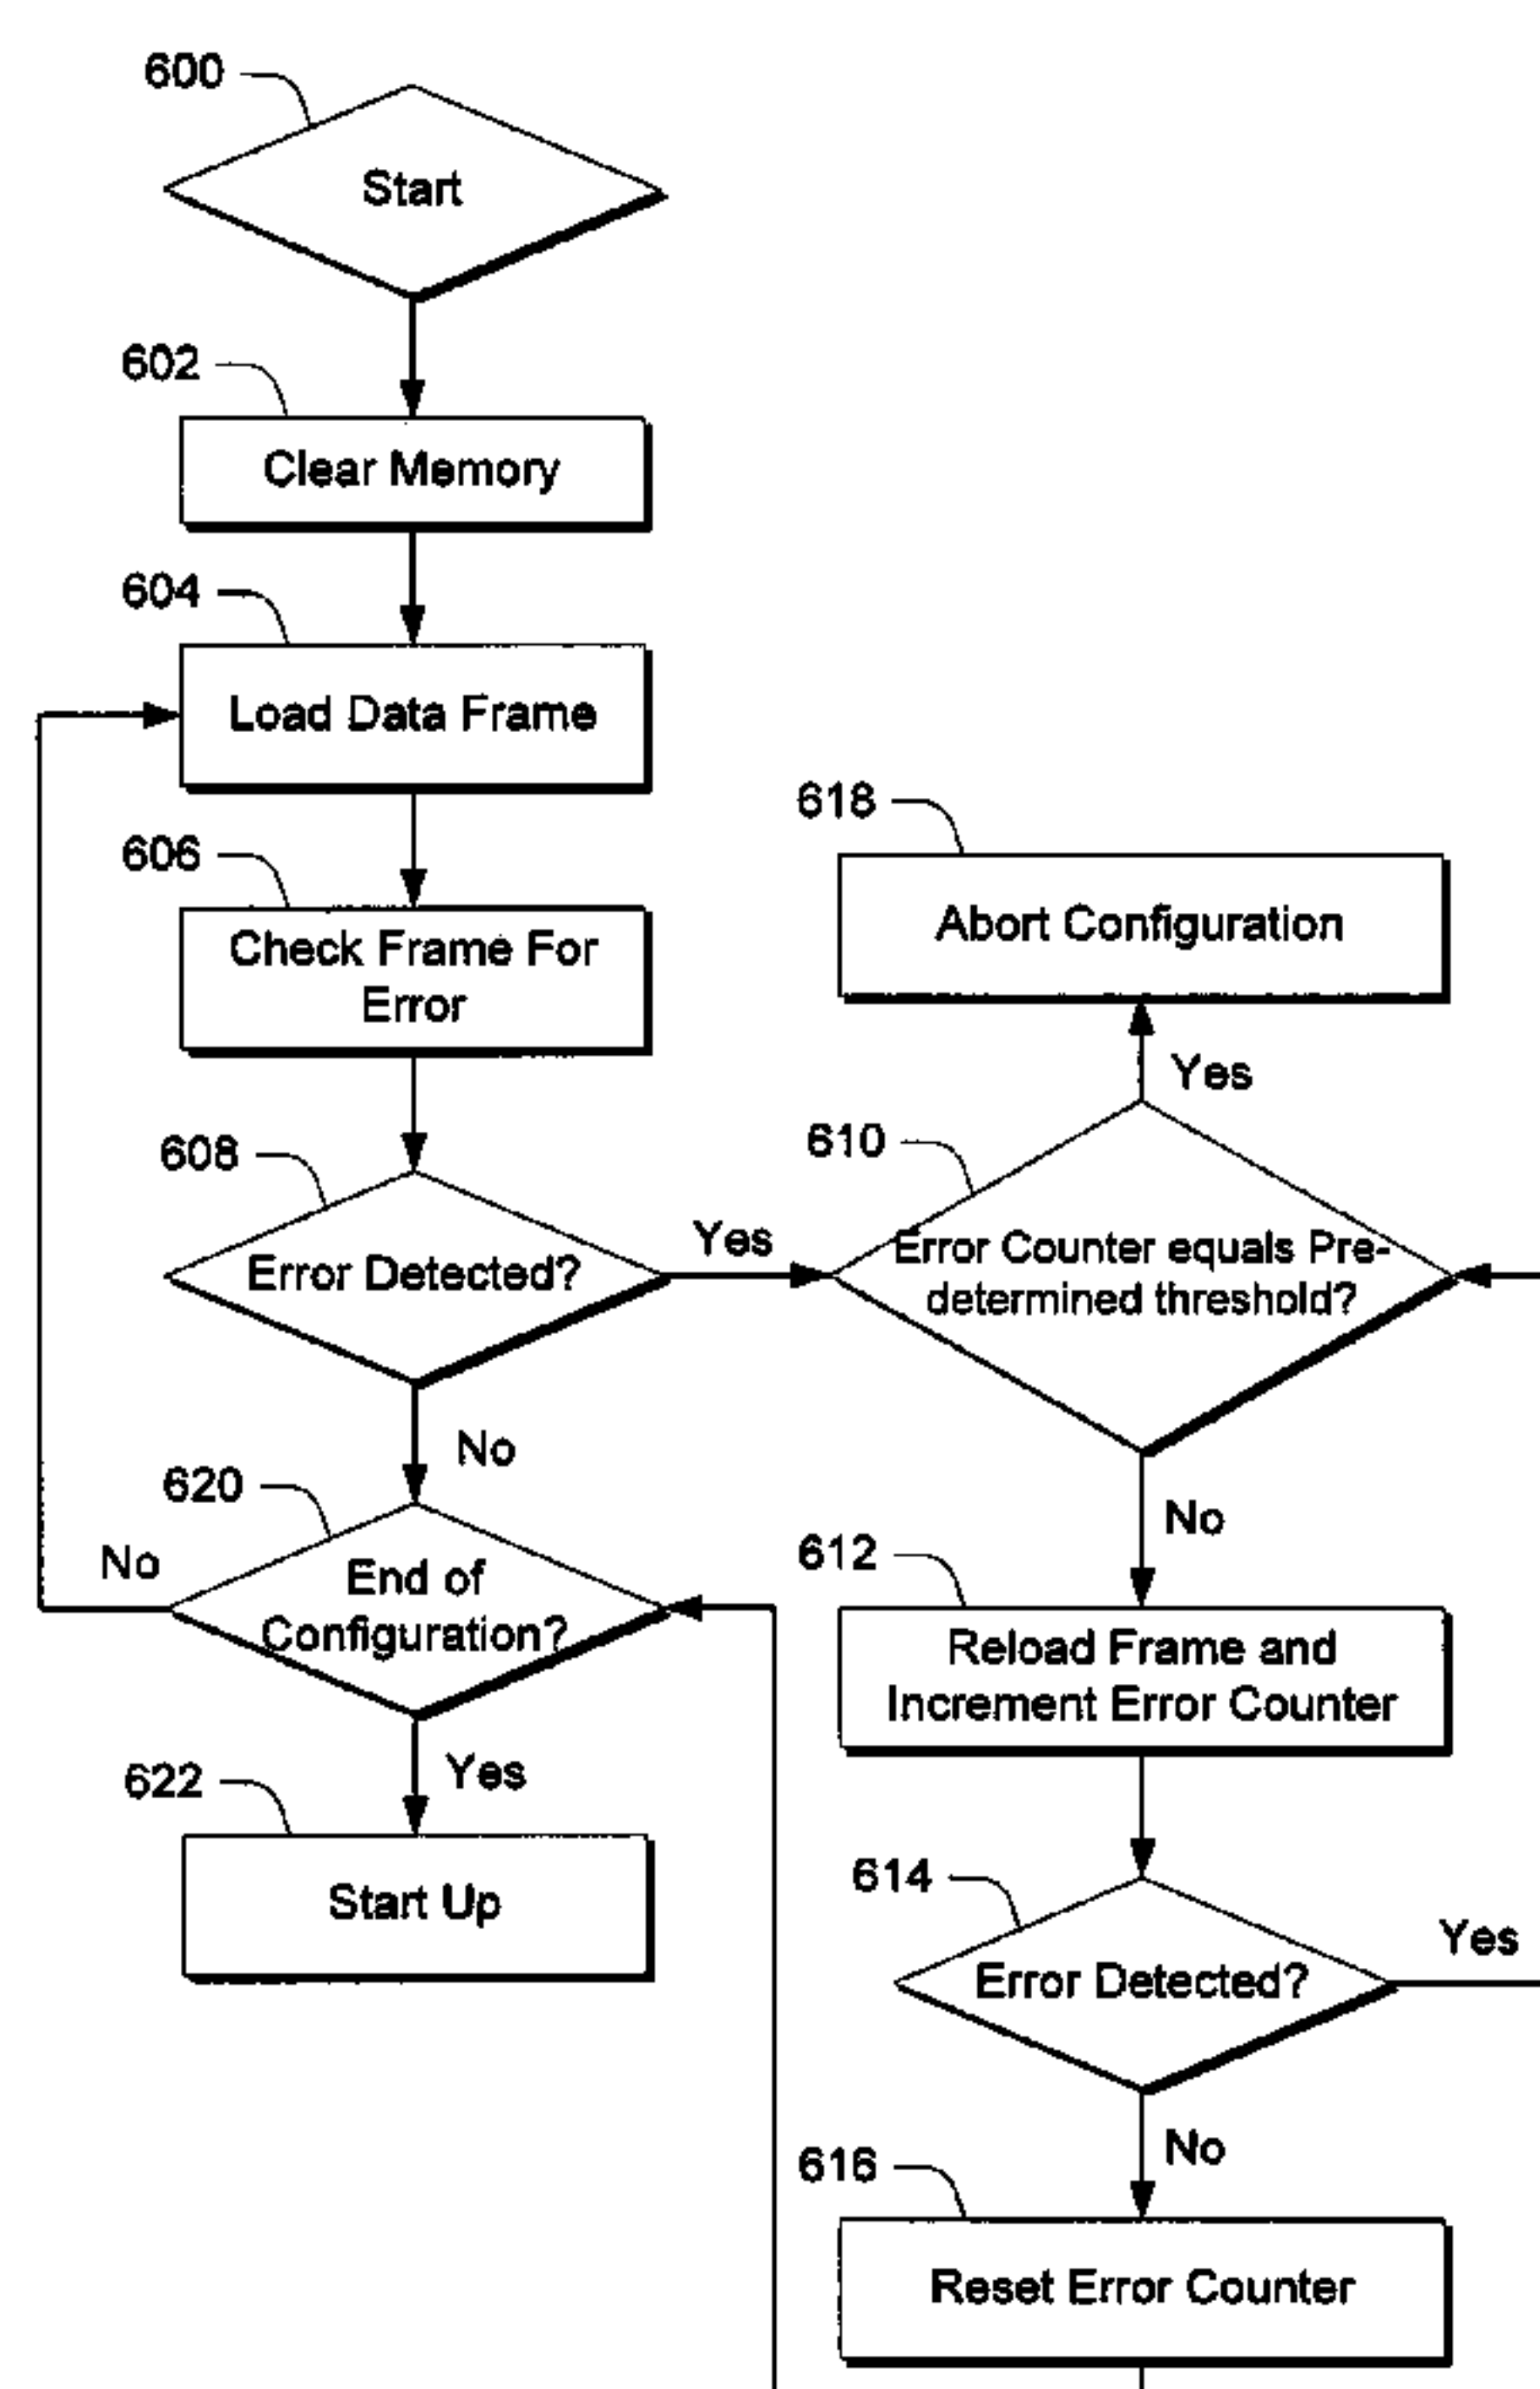 600
Start
602
Clear Memory
604
Load Data Frame
606
Check Frame For
Error
608
Error Detected?
Yes
No
620
End of
Configuration?
No
Yes
622
Start Up
618
Abort Configuration
Yes
610
Error Counter equals Pre-
determined threshold?
No
612
Reload Frame and
Increment Error Counter
614
Error Detected?
Yes
No
616
Reset Error Counter